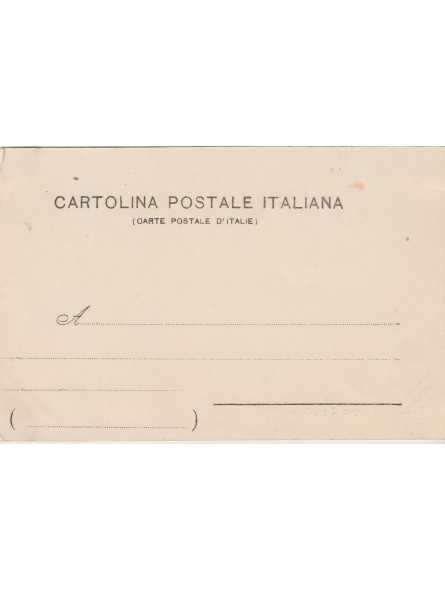 CARTOLINA POSTALE ITALIANA
(CARTE POSTALE D'ITALIE)
A
( )